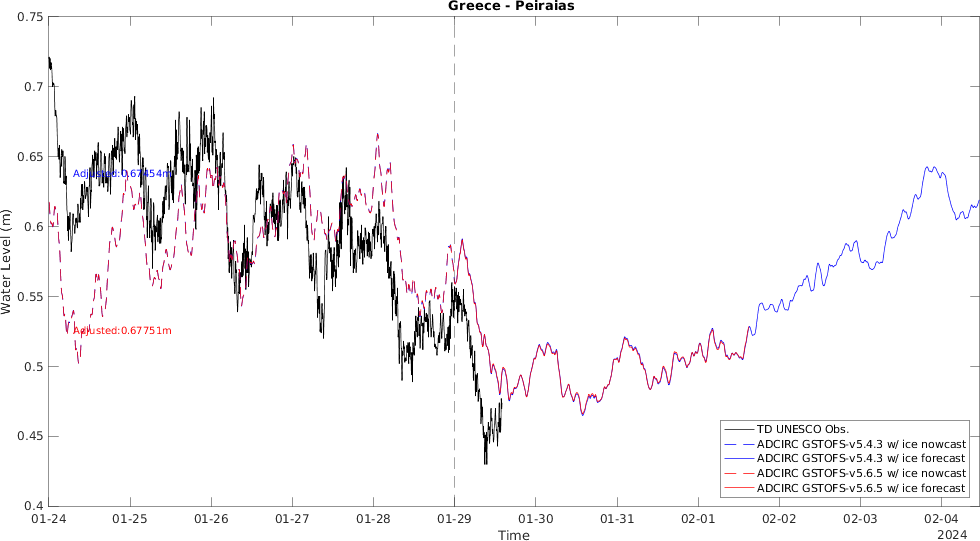 Greece - Peiraias
0.75
0.7
0.65
0.6
0.55
0.5
0.45
0.4
Water Level (m)
Adjusted:0.67454m
Adjusted:0.67751m
TD UNESCO Obs.
ADCIRC GSTOFS-v5.4.3 w/ ice nowcast
ADCIRC GSTOFS-v5.4.3 w/ ice forecast
ADCIRC GSTOFS-v5.6.5 w/ ice nowcast
ADCIRC GSTOFS-v5.6.5 w/ ice forecast
01-24 01-25 01-26 01-27 01-28 01-29 01-30 01-31 02-01 02-02 02-03 02-04
Time
2024